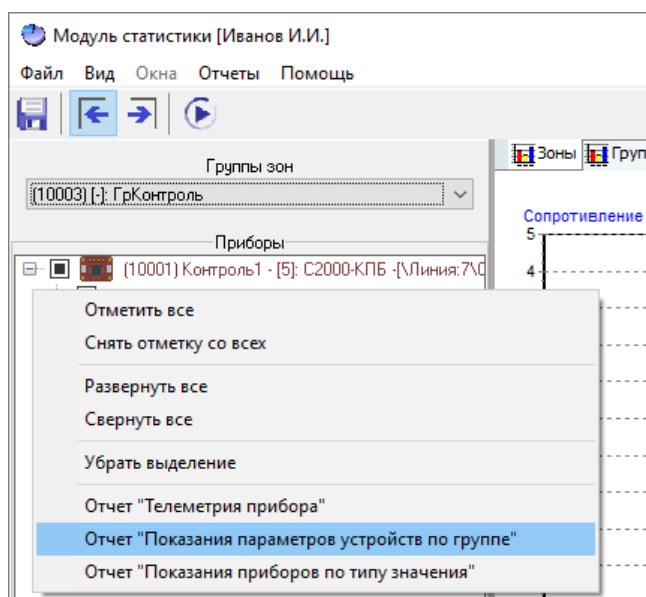 Модуль статистики [Иванов И.И.]
Файл Вид Окна Отчеты Помощь
Группы зон
(10003) [-]: ГрКонтроль
Приборы
(10001) Контроль1 - [5]: С2000-КПБ -[\Линия:7\
Отметить все
Снять отметку со всех
Развернуть все
Свернуть все
Убрать выделение
Отчет "Телеметрия прибора"
Отчет "Показания параметров устройств по группе"
Отчет "Показания приборов по типу значения"
Зоны Груп
Сопротивление
5
4